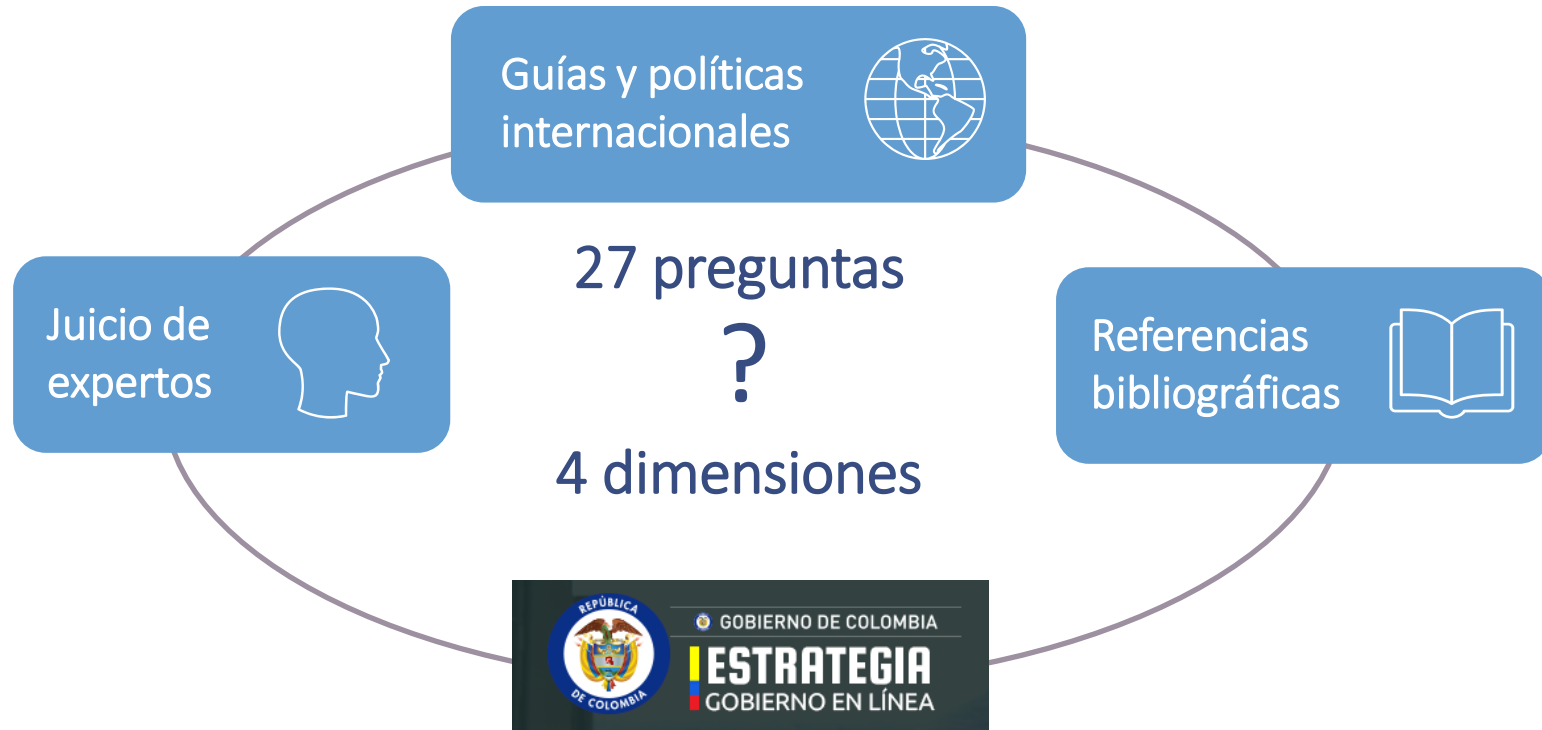 Guías y políticas
internacionales
27 preguntas
?
4 dimensiones
Juicio de
expertos
Referencias
bibliográficas
REPÚBLICA
DE COLOMBIA
GOBIERNO DE COLOMBIA
ESTRATEGIA
GOBIERNO EN LÍNEA